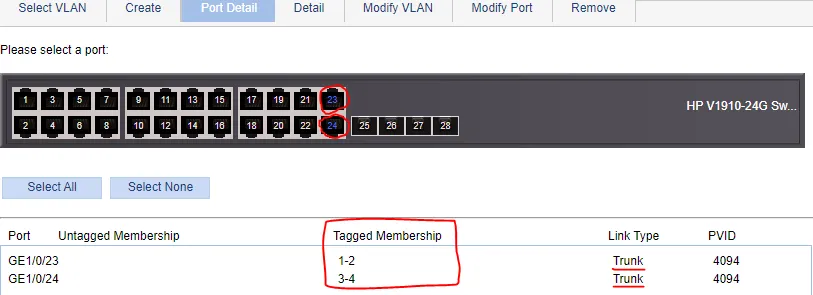 Select VLAN Create Port Detail Detail Modify VLAN Modify Port Remove
Please select a port:
1 3 5 7 9 11 13 15 17 19 21 23
HP V1910-24G Sw...
2 4 6 8 10 12 14 16 18 20 22 24 25 26 27 28
Select All Select None
Port Untagged Membership Tagged Membership Link Type PVID
GE1/0/23 1-2 Trunk 4094
GE1/0/24 3-4 Trunk 4094